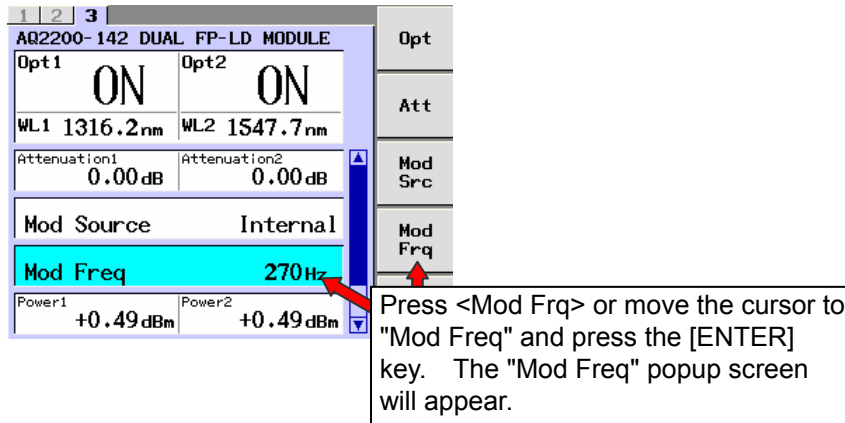 1 2 3
AQ2200-142 DUAL FP-LD MODULE
Opt1 ON Opt2 ON
WL1 1316.2nm WL2 1547.7nm
Attenuation1 Attenuation2
0.00dB 0.00dB
Mod Source Internal
Mod Freq 270Hz
Power1 Power2
+0.49dBm +0.49dBm
Opt
Att
Mod
Src
Mod
Frq
Press <Mod Frq> or move the cursor to
"Mod Freq" and press the [ENTER]
key. The "Mod Freq" popup screen
will appear.